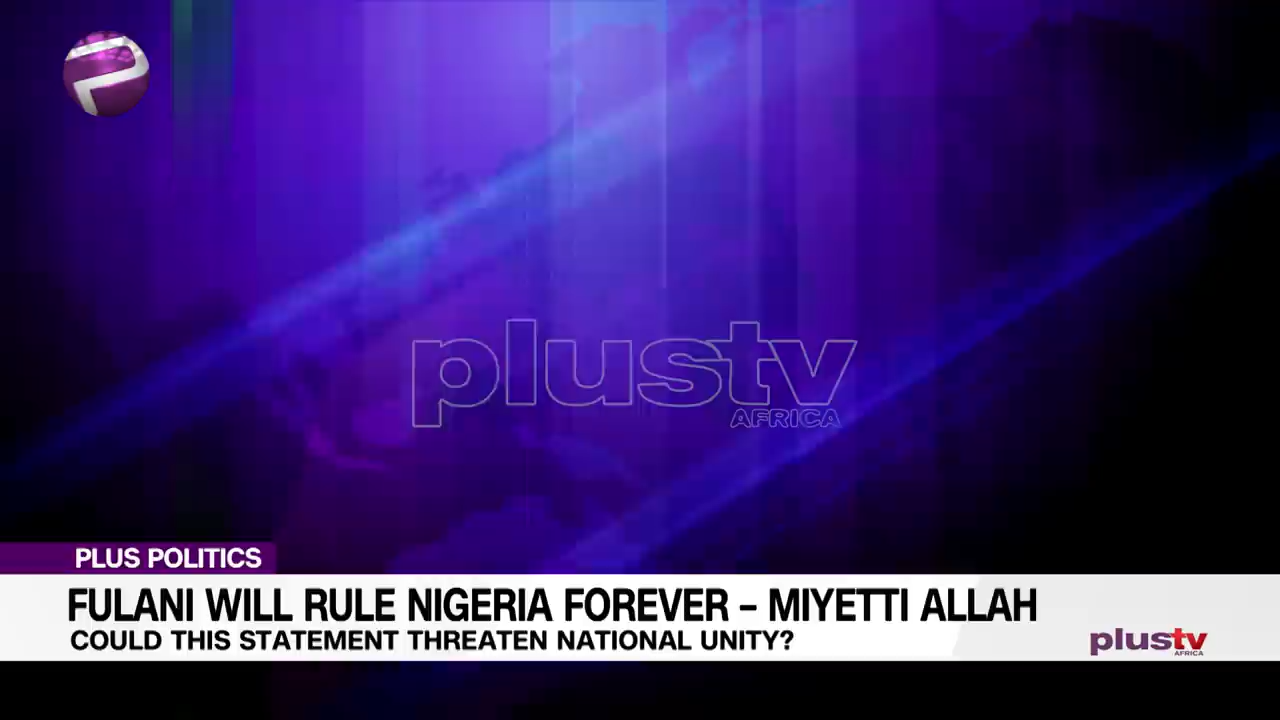 plustv
AFRICA
PLUS POLITICS
FULANI WILL RULE NIGERIA FOREVER – MIYETTI ALLAH
COULD THIS STATEMENT THREATEN NATIONAL UNITY?
plustv
AFRICA